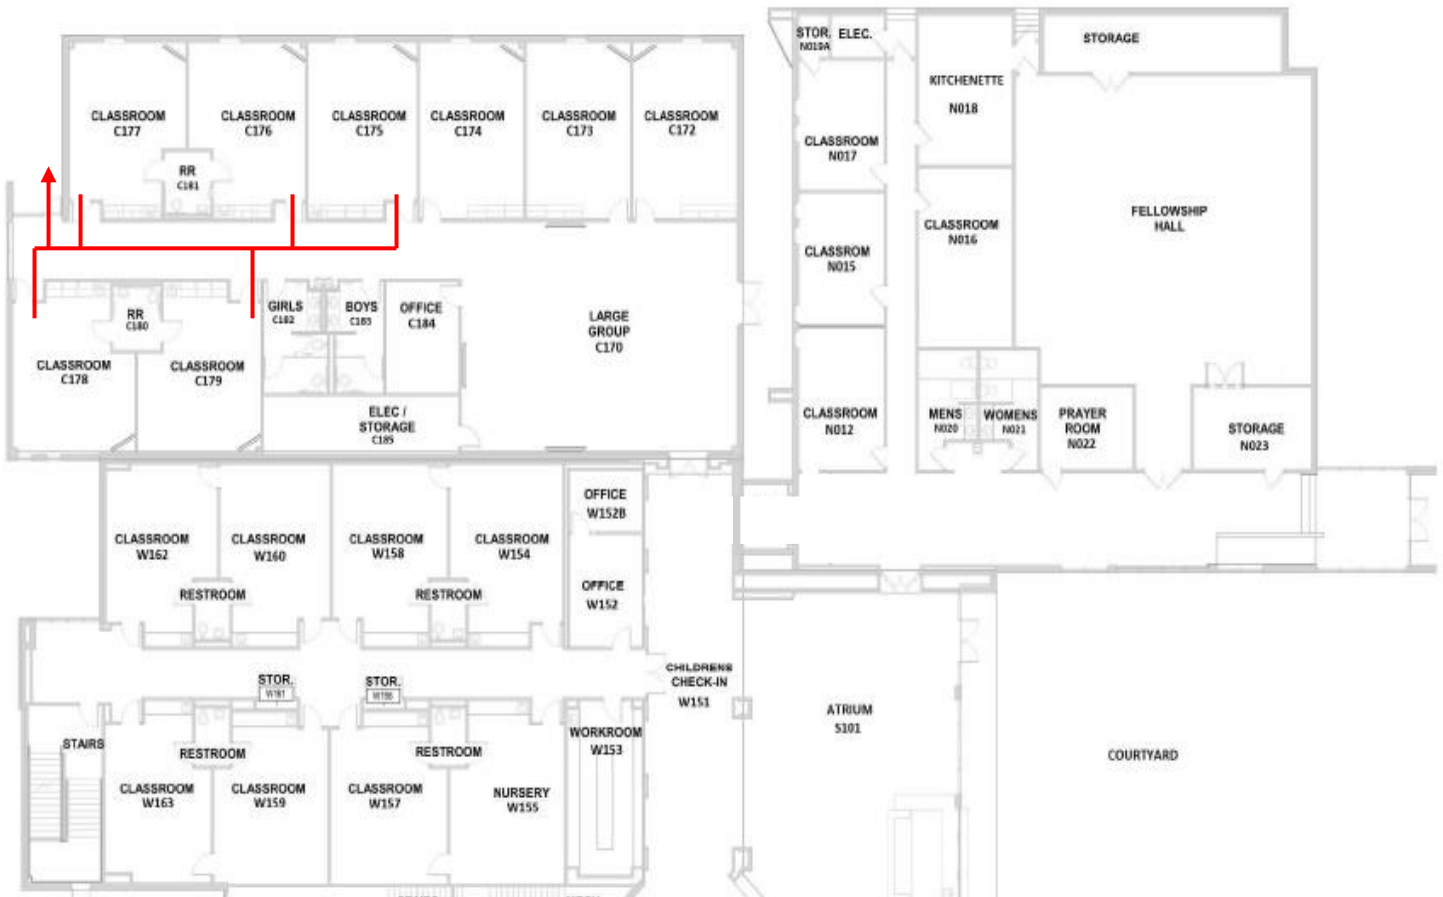 STOR.
N019A
ELEC.
STORAGE
KITCHENETTE
N018
CLASSROOM
C177
CLASSROOM
C176
CLASSROOM
C175
CLASSROOM
C174
CLASSROOM
C173
CLASSROOM
C172
CLASSROOM
N017
RR
C181
CLASSROOM
N016
FELLOWSHIP
HALL
CLASSROM
N015
GIRLS
C182
BOYS
C183
OFFICE
C184
RR
C180
LARGE
GROUP
C170
CLASSROOM
C178
CLASSROOM
C179
ELEC /
STORAGE
C185
CLASSROOM
N012
MENS
N020
WOMENS
N021
PRAYER
ROOM
N022
STORAGE
N023
OFFICE
W152B
CLASSROOM
W162
CLASSROOM
W160
CLASSROOM
W158
CLASSROOM
W154
RESTROOM
RESTROOM
OFFICE
W152
STOR.
W161
STOR.
W156
CHILDRENS
CHECK-IN
W151
ATRIUM
S101
STAIRS
RESTROOM
RESTROOM
WORKROOM
W153
COURTYARD
CLASSROOM
W163
CLASSROOM
W159
CLASSROOM
W157
NURSERY
W155